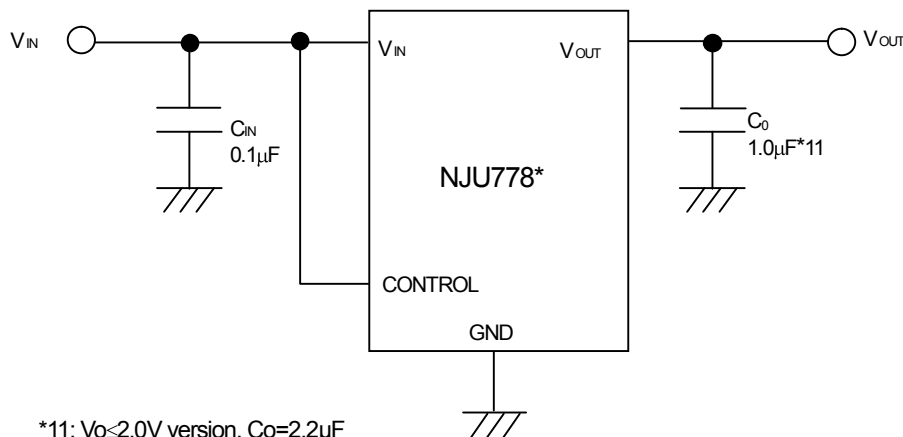 VIN
VIN
VOUT
VOUT
CIN
0.1μF
C0
1.0μF*11
NJU778*
CONTROL
GND
*11: Vo≤2.0V version, Co=2.2μF